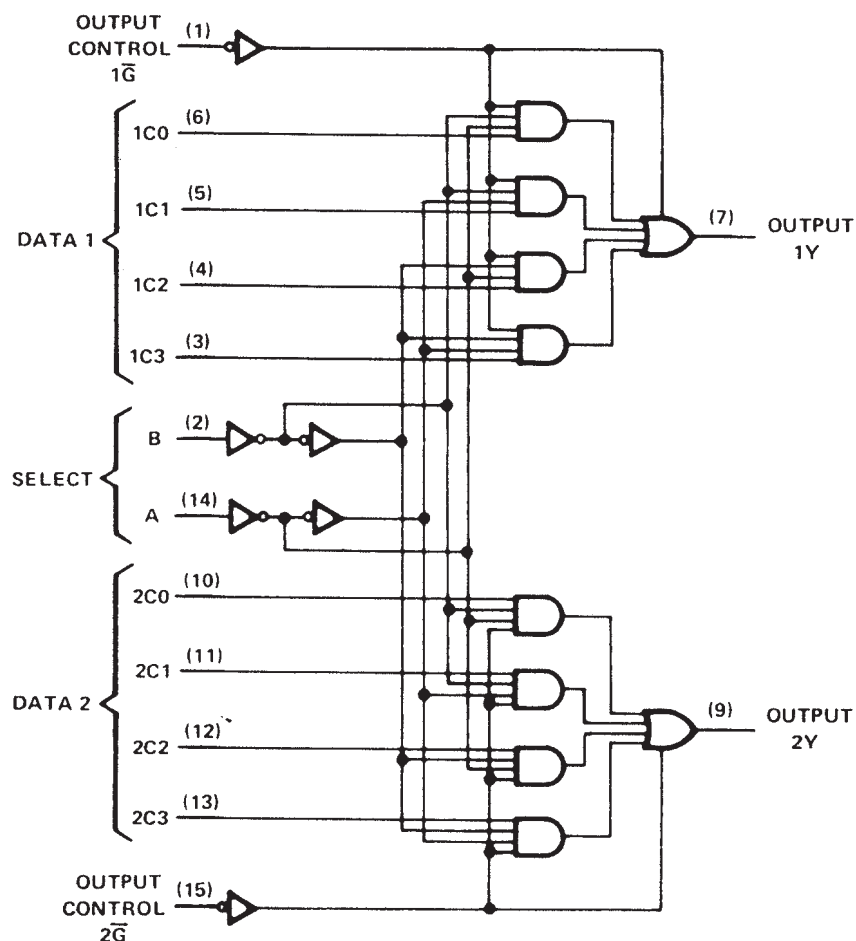 OUTPUT
CONTROL
1G̅
(1)
DATA 1
1C0
(6)
1C1
(5)
1C2
(4)
1C3
(3)
(7)
OUTPUT
1Y
SELECT
B
(2)
A
(14)
DATA 2
2C0
(10)
2C1
(11)
2C2
(12)
2C3
(13)
(9)
OUTPUT
2Y
OUTPUT
CONTROL
2G̅
(15)